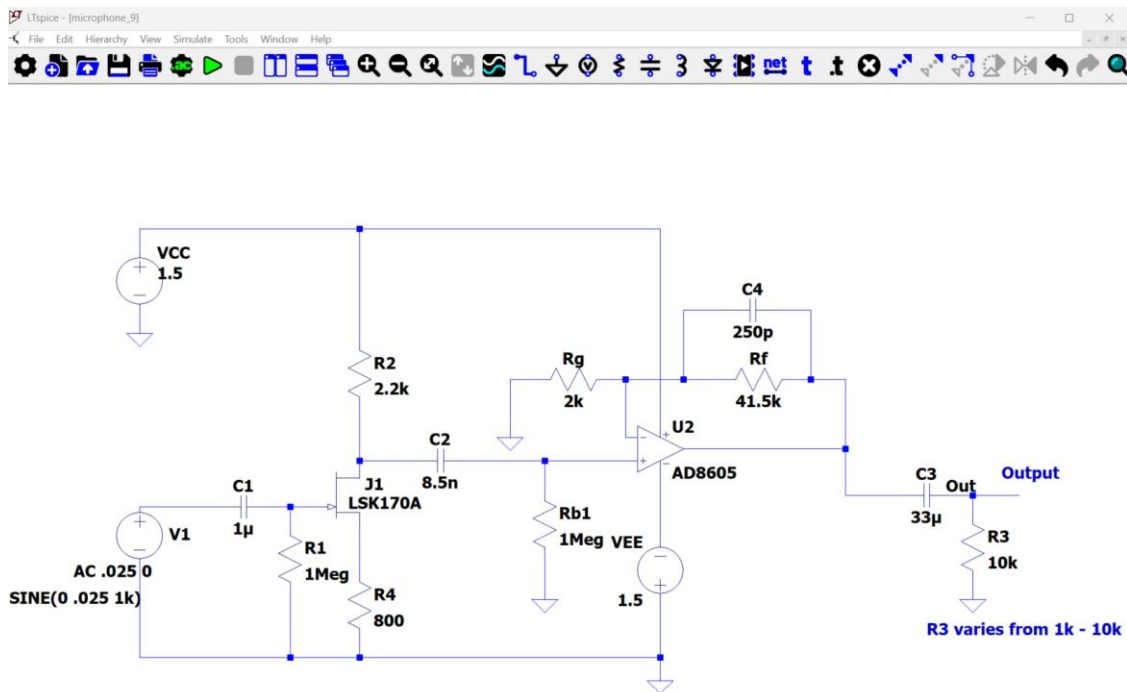 LTspice - [microphone_9]
File Edit Hierarchy View Simulate Tools Window Help
ac
net t .t
VCC
1.5
R2
2.2k
C4
250p
Rg
2k
Rf
41.5k
U2
AD8605
C2
8.5n
J1
LSK170A
C1
1µ
V1
AC .025 0
SINE(0 .025 1k)
R1
1Meg
R4
800
Rb1
1Meg
VEE
1.5
C3
33µ
Out
Output
R3
10k
R3 varies from 1k - 10k